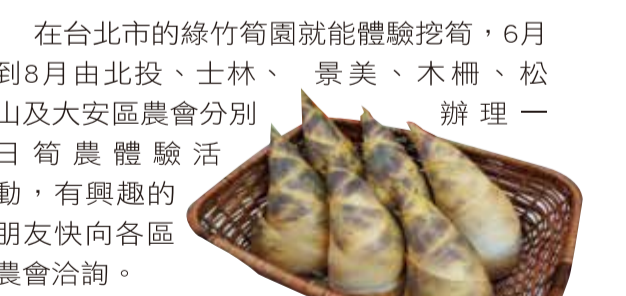 在台北市的綠竹筍園就能體驗挖筍，6月
到8月由北投、士林、景美、木柵、松
山及大安區農會分別辦理一
日筍農體驗活
動，有興趣的
朋友快向各區
農會洽詢。